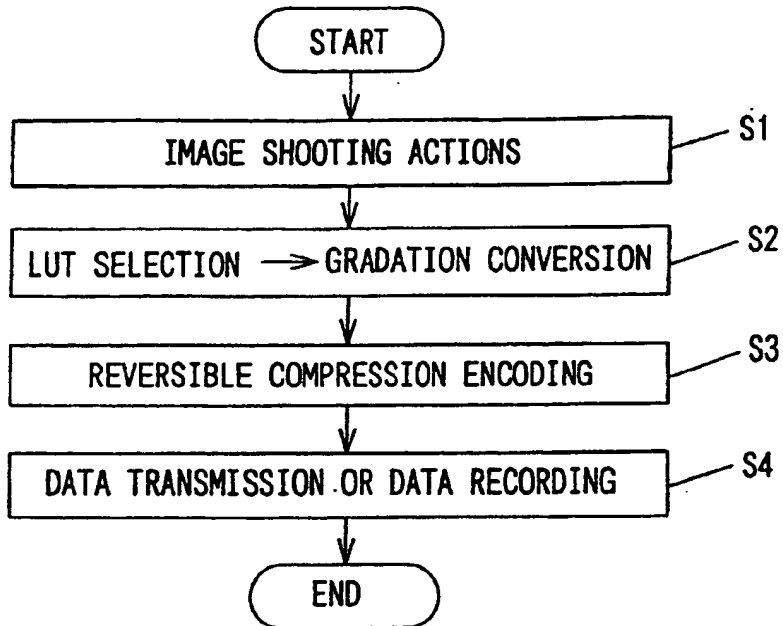 START
IMAGE SHOOTING ACTIONS
S1
LUT SELECTION → GRADATION CONVERSION
S2
REVERSIBLE COMPRESSION ENCODING
S3
DATA TRANSMISSION OR DATA RECORDING
S4
END